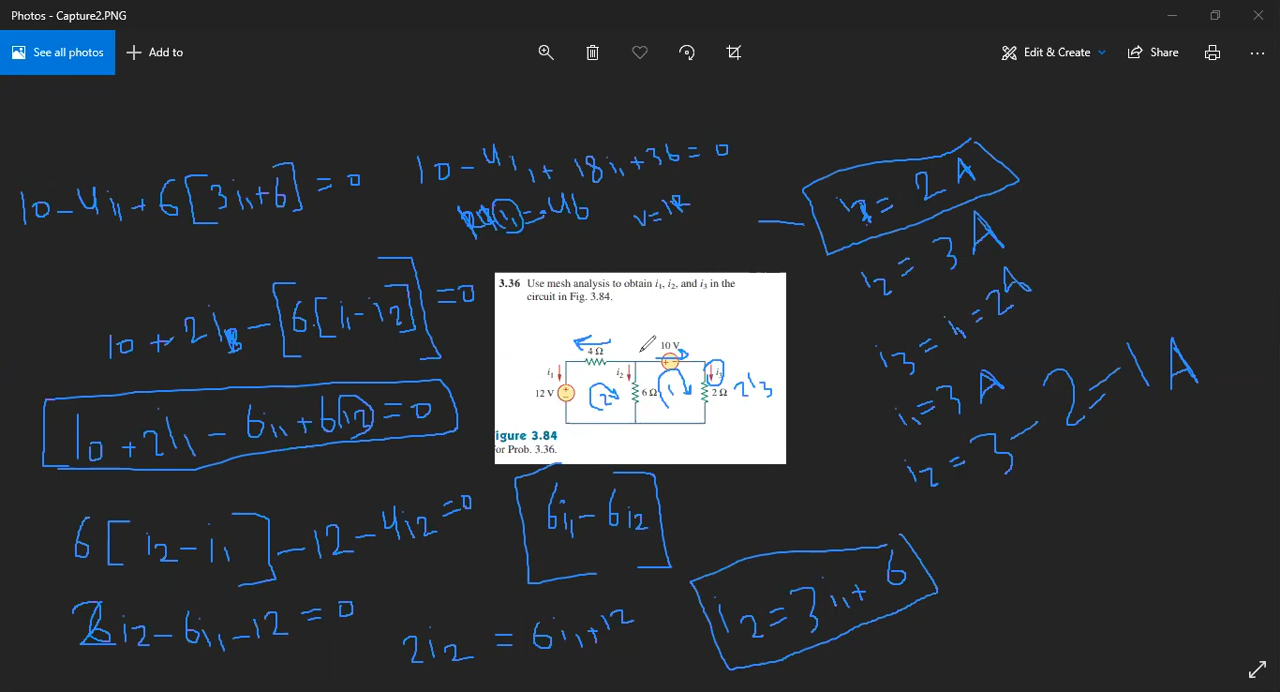 Photos - Capture2.PNG
See all photos
Add to
Edit & Create
Share
10-4i1+6[3i1+6]=0
10-4i1+18i1+36=0
=-46
10+2i
-[6[i1-i2]]=0
10+2i1-6i1+6i2=0
6[i2-i1]-12-4i2=0
i2-6i1-12=0
2i2=6i1+12
6i1-6i2
i2=3i1+6
=2A
i2=3A
i3=i1=2A
i1=3A
i2=3-2=1A
3.36 Use mesh analysis to obtain i1, i2, and i3 in the
circuit in Fig. 3.84.
4 Ω
10 V
+ −
i1
i2
i3
12 V
+
−
2
6 Ω
1
2 Ω
2i3
igure 3.84
or Prob. 3.36.